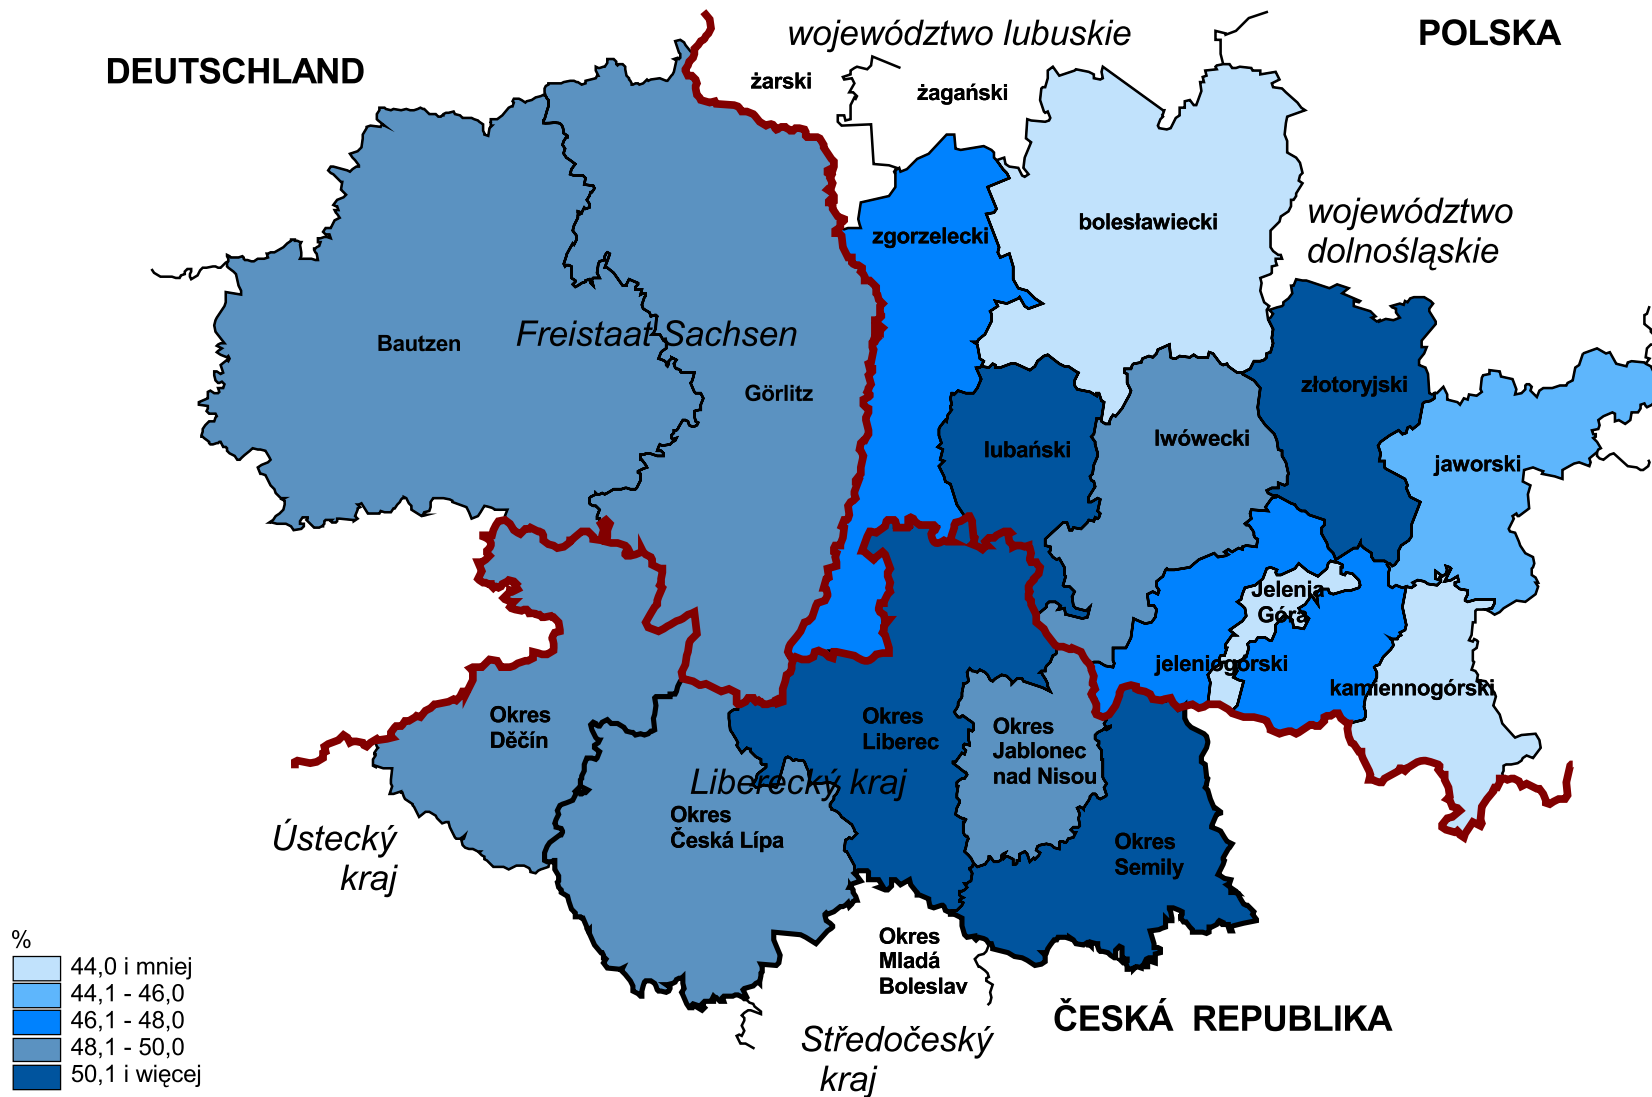 województwo lubuskie
POLSKA
DEUTSCHLAND
żarski
żagański
województwo
dolnośląskie
bolesławiecki
zgorzelecki
Freistaat Sachsen
Bautzen
Görlitz
złotoryjski
lubański
lwówecki
jaworski
Jelenia
Góra
jeleniogórski
kamiennogórski
Okres
Děčín
Okres
Liberec
Okres
Jablonec
nad Nisou
Liberecký kraj
Okres
Česká Lípa
Ústecký
kraj
Okres
Semily
Okres
Mladá
Boleslav
ČESKÁ REPUBLIKA
Středočeský
kraj
%
44,0 i mniej
44,1 - 46,0
46,1 - 48,0
48,1 - 50,0
50,1 i więcej